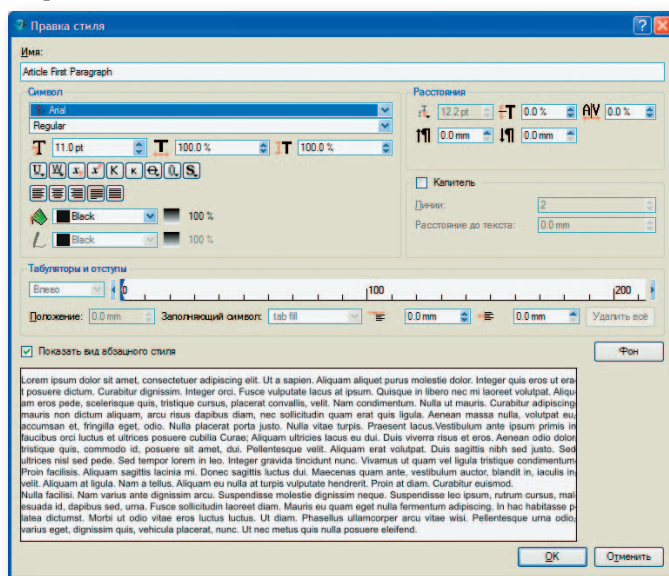 Правка стиля
Имя:
Article First Paragraph
Символ
Arial
Regular
11.0 pt 100.0 % 100.0 %
Black 100 %
Black 100 %
Расстояния
12.2 pt 0.0 % 0.0 %
0.0 mm 0.0 mm
Капитель
Линии: 2
Расстояние до текста: 0.0 mm
Табуляторы и отступы
Влево 0 100 200
Положение: 0.0 mm Заполняющий символ: tab fill 0.0 mm 0.0 mm Удалить всё
Показать вид абзацного стиля Фон
Lorem ipsum dolor sit amet, consectetuer adipiscing elit. Ut a sapien. Aliquam aliquet purus molestie dolor. Integer quis eros ut era-
t posuere dictum. Curabitur dignissim. Integer orci. Fusce vulputate lacus at ipsum. Quisque in libero nec mi laoreet volutpat. Aliqu-
am eros pede, scelerisque quis, tristique cursus, placerat convallis, velit. Nam condimentum. Nulla ut mauris. Curabitur adipiscing-
mauris non dictum aliquam, arcu risus dapibus diam, nec sollicitudin quam erat quis ligula. Aenean massa nulla, volutpat eu,
accumsan et, fringilla eget, odio. Nulla placerat porta justo. Nulla vitae turpis. Praesent lacus.Vestibulum ante ipsum primis in
faucibus orci luctus et ultrices posuere cubilia Curae; Aliquam ultricies lacus eu dui. Duis viverra risus et eros. Aenean odio dolor,
tristique quis, commodo id, posuere sit amet, dui. Pellentesque velit. Aliquam erat volutpat. Duis sagittis nibh sed justo. Sed
ultrices nisl sed pede. Sed tempor lorem in leo. Integer gravida tincidunt nunc. Vivamus ut quam vel ligula tristique condimentum.
Proin facilisis. Aliquam sagittis lacinia mi. Donec sagittis luctus dui. Maecenas quam ante, vestibulum auctor, blandit in, iaculis in,
velit. Aliquam at ligula. Nam a tellus. Aliquam eu nulla at turpis vulputate hendrerit. Proin at diam. Curabitur euismod.
Nulla facilisi. Nam varius ante dignissim arcu. Suspendisse molestie dignissim neque. Suspendisse leo ipsum, rutrum cursus, mal-
esuada id, dapibus sed, urna. Fusce sollicitudin laoreet diam. Mauris eu quam eget nulla fermentum adipiscing. In hac habitasse p-
latea dictumst. Morbi ut odio vitae eros luctus luctus. Ut diam. Phasellus ullamcorper arcu vitae wisi. Pellentesque urna odio,
varius eget, dignissim quis, vehicula placerat, nunc. Ut nec metus quis nulla posuere eleifend.
OK Отменить